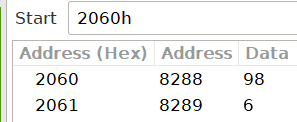 Start 2060h
Address (Hex) Address Data
2060 8288 98
2061 8289 6